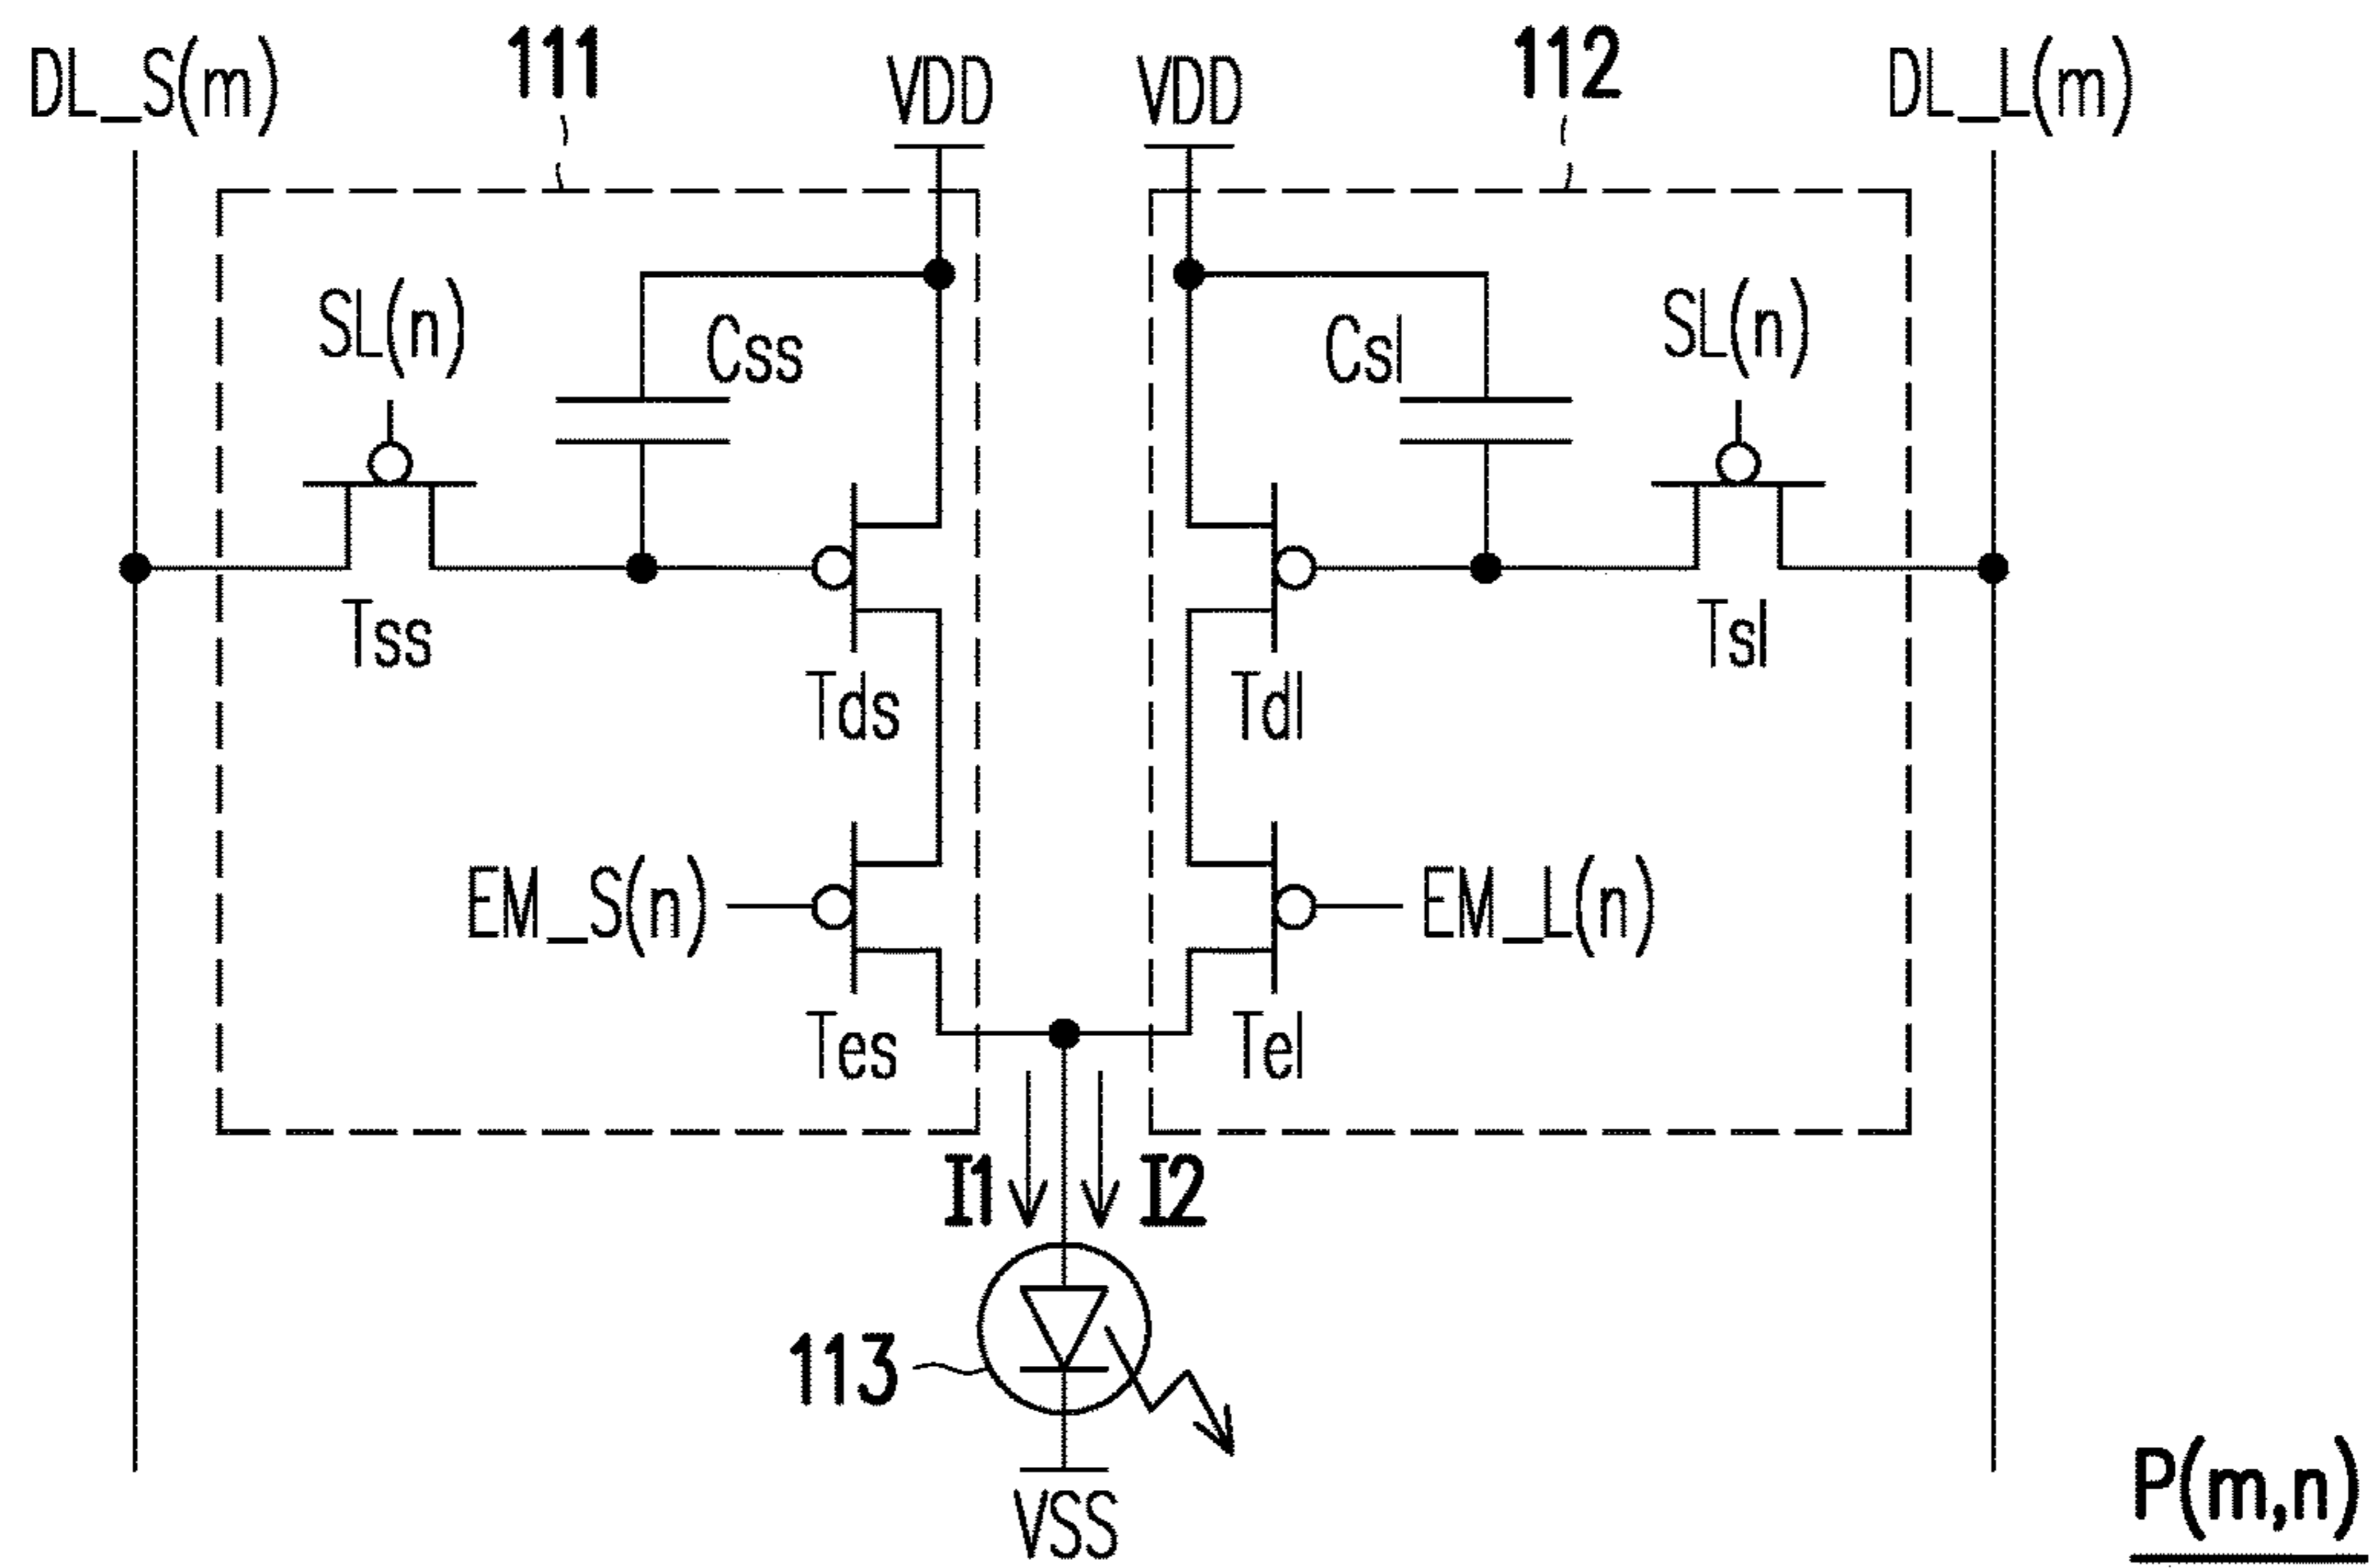 DL_S(m)
111
VDD
VDD
112
DL_L(m)
SL(n)
Css
Csl
SL(n)
Tss
Tds
Tdl
Tsl
EM_S(n)
EM_L(n)
Tes
Tel
I1
I2
113
VSS
P(m,n)